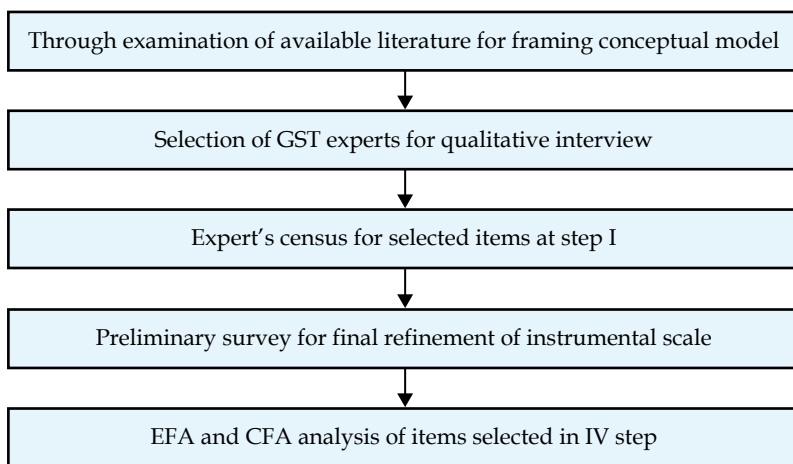 Through examination of available literature for framing conceptual model
Selection of GST experts for qualitative interview
Expert’s census for selected items at step I
Preliminary survey for final refinement of instrumental scale
EFA and CFA analysis of items selected in IV step